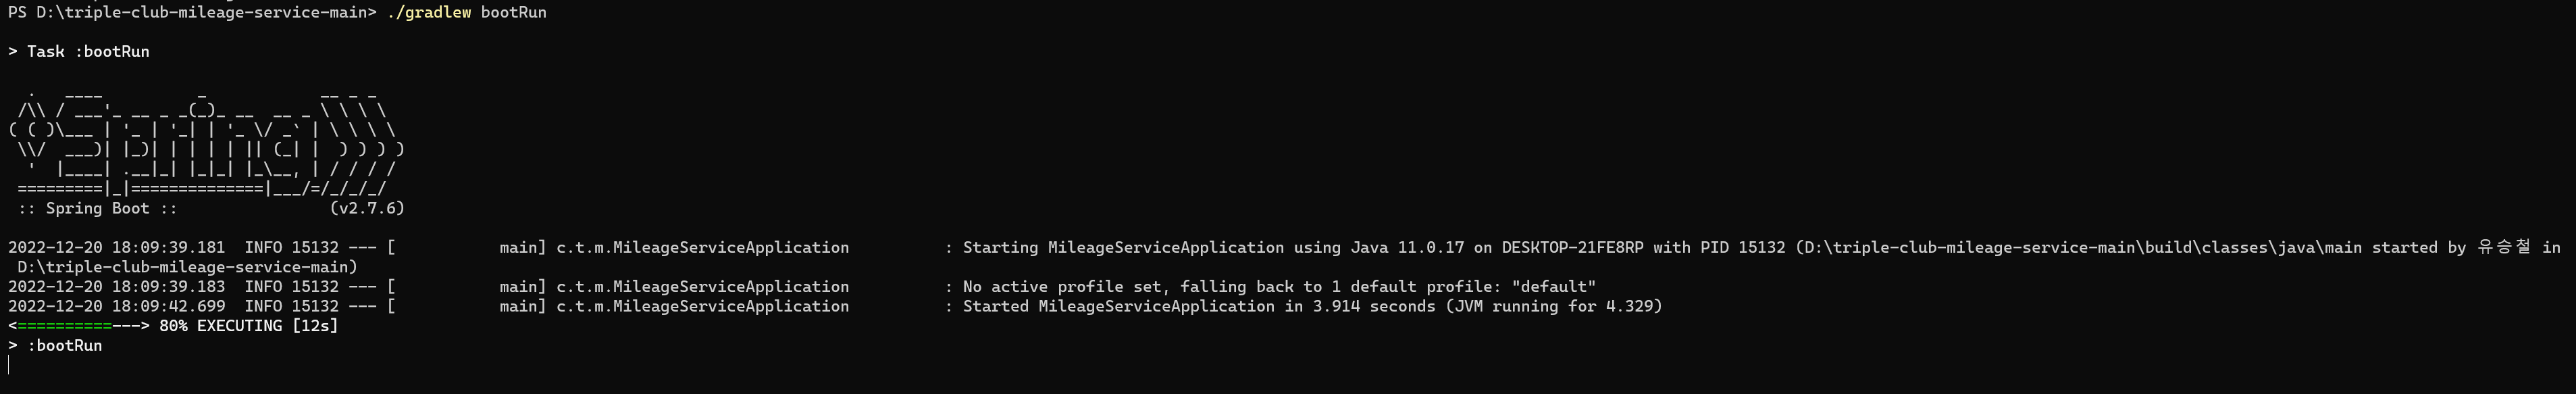 PS D:\triple-club-mileage-service-main> ./gradlew bootRun
> Task :bootRun
  .   ____          _            __ _ _
 /\\ / ___'_ __ _ _(_)_ __  __ _ \ \ \ \
( ( )\___ | '_ | '_| | '_ \/ _` | \ \ \ \
 \\/  ___)| |_)| | | | | || (_| |  ) ) ) )
  '  |____| .__|_| |_|_| |_\__, | / / / /
 =========|_|==============|___/=/_/_/_/
 :: Spring Boot ::                (v2.7.6)
2022-12-20 18:09:39.181  INFO 15132 --- [           main] c.t.m.MileageServiceApplication          : Starting MileageServiceApplication using Java 11.0.17 on DESKTOP-21FE8RP with PID 15132 (D:\triple-club-mileage-service-main\build\classes\java\main started by 유승철 in
 D:\triple-club-mileage-service-main)
2022-12-20 18:09:39.183  INFO 15132 --- [           main] c.t.m.MileageServiceApplication          : No active profile set, falling back to 1 default profile: "default"
2022-12-20 18:09:42.699  INFO 15132 --- [           main] c.t.m.MileageServiceApplication          : Started MileageServiceApplication in 3.914 seconds (JVM running for 4.329)
<==========---> 80% EXECUTING [12s]
> :bootRun